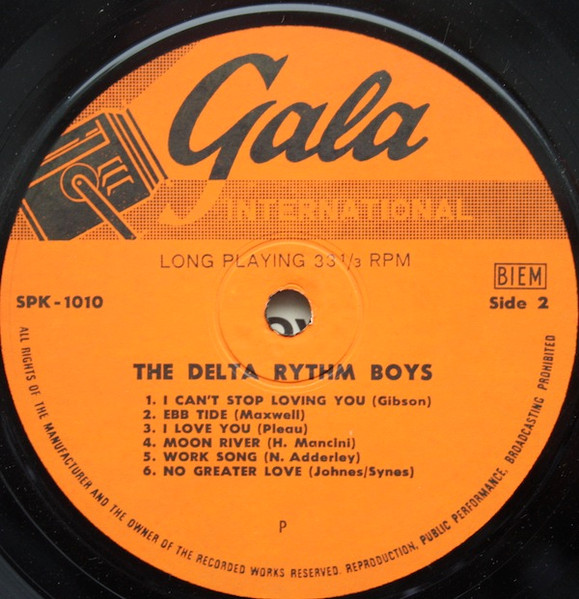 Gala
INTERNATIONAL
LONG PLAYING 33 1/3 RPM
BIEM
SPK-1010
Side 2
THE DELTA RYTHM BOYS
1. I CAN'T STOP LOVING YOU (Gibson)
2. EBB TIDE (Maxwell)
3. I LOVE YOU (Pleau)
4. MOON RIVER (H. Mancini)
5. WORK SONG (N. Adderley)
6. NO GREATER LOVE (Johnes/Synes)
P
ALL RIGHTS OF THE MANUFACTURER AND THE OWNER OF THE RECORDED WORKS RESERVED. REPRODUCTION, PUBLIC PERFORMANCE, BROADCASTING PROHIBITED